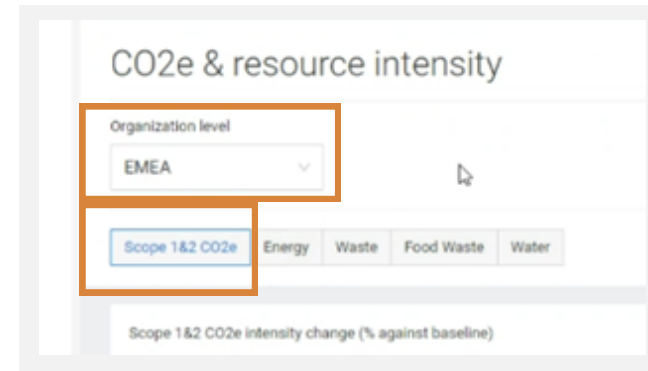 CO2e & resource intensity
Organization level
EMEA
Scope 1&2 CO2e Energy Waste Food Waste Water
Scope 1&2 CO2e intensity change (% against baseline)